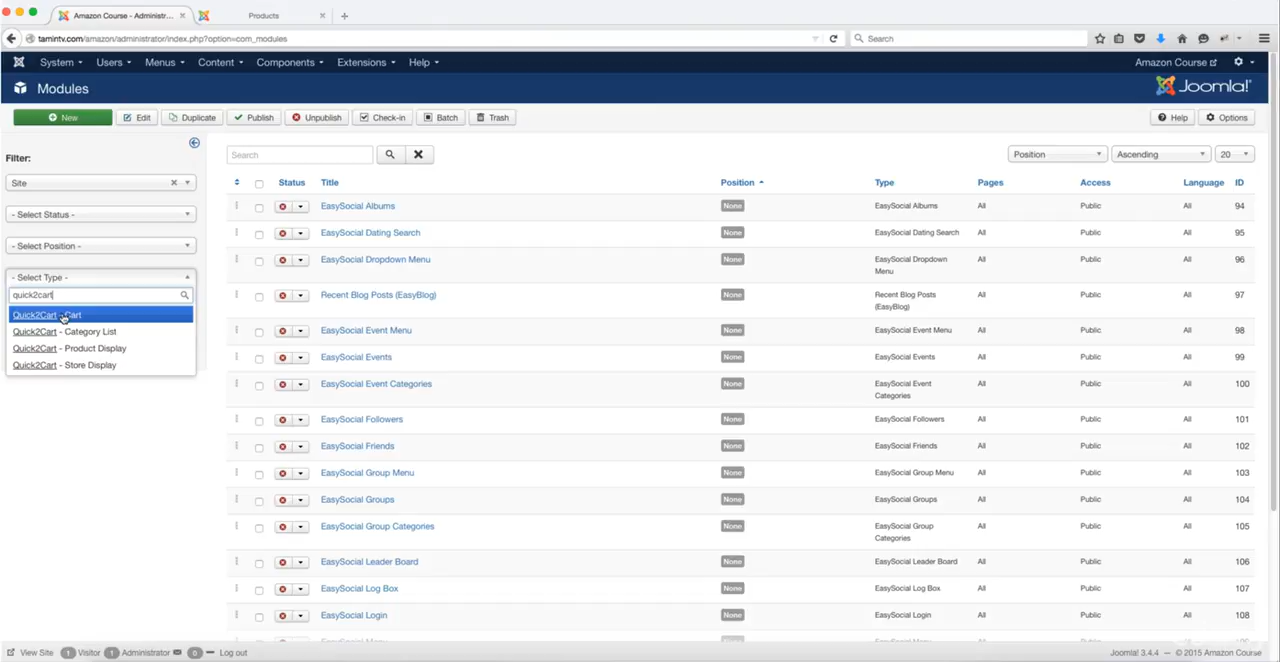 Amazon Course - Administr... × Products × +
tamintv.com/amazon/administrator/index.php?option=com_modules Search
System Users Menus Content Components Extensions Help Amazon Course
Modules Joomla!®
New Edit Duplicate Publish Unpublish Check-in Batch Trash Help Options
Filter:
Site
- Select Status -
- Select Position -
- Select Type -
quick2cart
Quick2Cart - Cart
Quick2Cart - Category List
Quick2Cart - Product Display
Quick2Cart - Store Display
Search Position Ascending 20
Status Title Position Type Pages Access Language ID
EasySocial Albums None EasySocial Albums All Public All 94
EasySocial Dating Search None EasySocial Dating Search All Public All 95
EasySocial Dropdown Menu None EasySocial Dropdown Menu All Public All 96
Recent Blog Posts (EasyBlog) None Recent Blog Posts (EasyBlog) All Public All 97
EasySocial Event Menu None EasySocial Event Menu All Public All 98
EasySocial Events None EasySocial Events All Public All 99
EasySocial Event Categories None EasySocial Event Categories All Public All 100
EasySocial Followers None EasySocial Followers All Public All 101
EasySocial Friends None EasySocial Friends All Public All 102
EasySocial Group Menu None EasySocial Group Menu All Public All 103
EasySocial Groups None EasySocial Groups All Public All 104
EasySocial Group Categories None EasySocial Group Categories All Public All 105
EasySocial Leader Board None EasySocial Leader Board All Public All 106
EasySocial Log Box None EasySocial Log Box All Public All 107
EasySocial Login None EasySocial Login All Public All 108
View Site 1 Visitor 1 Administrator 0 Log out Joomla! 3.4.4 — © 2015 Amazon Course